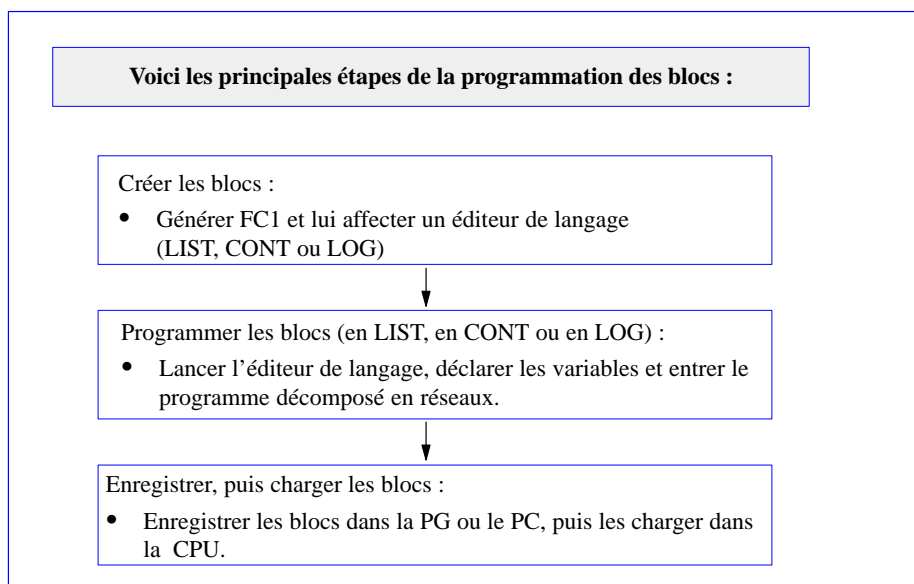 Voici les principales étapes de la programmation des blocs :
Créer les blocs :
• Générer FC1 et lui affecter un éditeur de langage
(LIST, CONT ou LOG)
Programmer les blocs (en LIST, en CONT ou en LOG) :
• Lancer l’éditeur de langage, déclarer les variables et entrer le
programme décomposé en réseaux.
Enregistrer, puis charger les blocs :
• Enregistrer les blocs dans la PG ou le PC, puis les charger dans
la CPU.